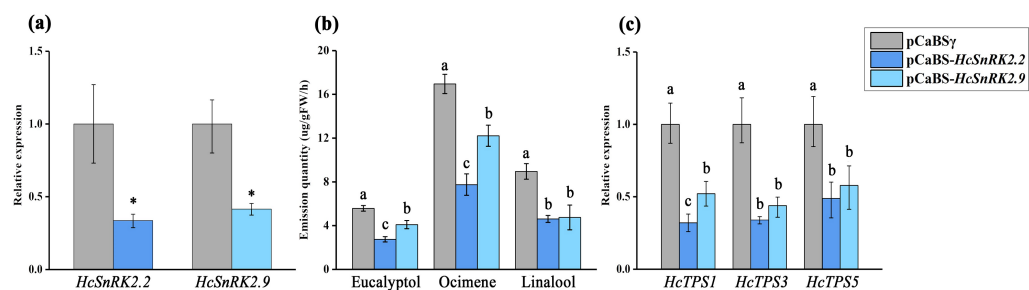 (a)
Relative expression
1.5
1.0
0.5
0.0
*
*
HcSnRK2.2
HcSnRK2.9
(b)
Emission quantity (ug/gFW/h)
20
16
12
8
4
0
a
c
b
a
c
b
a
b
b
Eucalyptol
Ocimene
Linalool
(c)
Relative expression
1.5
1.0
0.5
0.0
a
c
b
a
b
b
a
b
b
HcTPS1
HcTPS3
HcTPS5
pCaBSγ
pCaBS-HcSnRK2.2
pCaBS-HcSnRK2.9